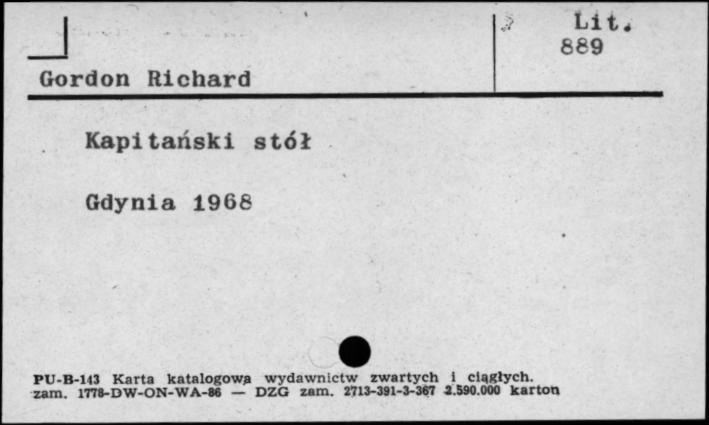 Lit.
889
Gordon Richard
Kapitański stół
Gdynia 1968
PU-B-143 Karta katalogowa wydawnictw zwartych i ciągłych.
zam. 1778-DW-ON-WA-86 — DZG zam. 2713-391-3-367 2.590.000 karton